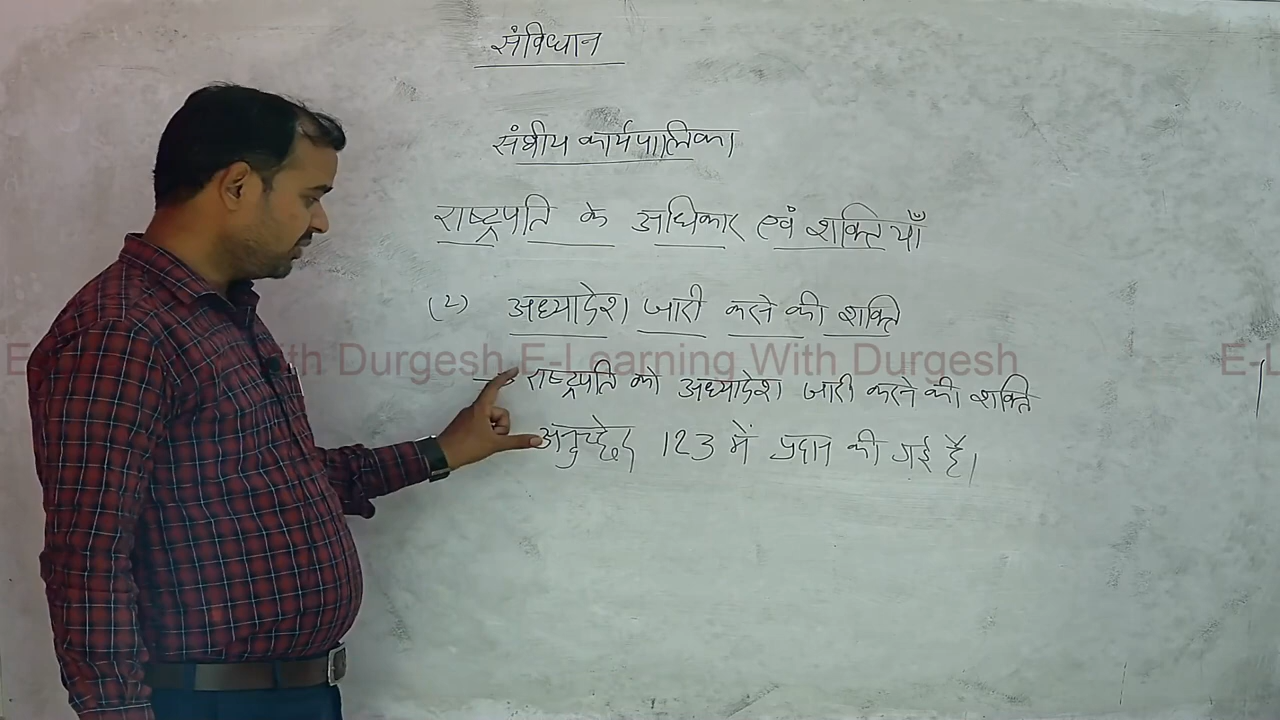 संविधान
संघीय कार्यपालिका
राष्ट्रपति के अधिकार एवं शक्तियाँ
(2) अध्यादेश जारी करने की शक्ति
E-Learning With Durgesh E-Learning With Durgesh E-L
→ राष्ट्रपति को अध्यादेश जारी करने की शक्ति
अनुच्छेद 123 में प्रदान की गई है।